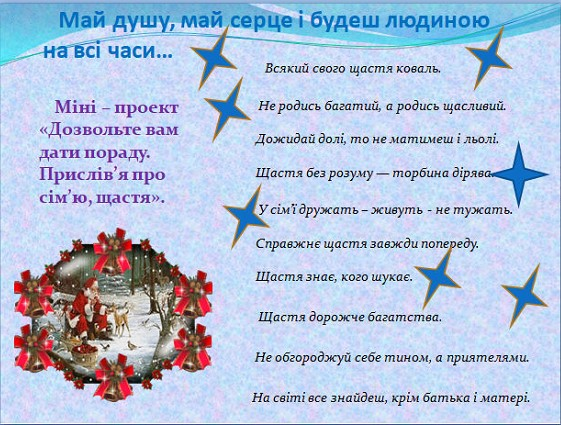 Май душу, май серце і будеш людиною
на всі часи...
Міні – проект
«Дозвольте вам
дати пораду.
Прислів’я про
сім’ю, щастя».
Всякий свого щастя коваль.
Не родись багатий, а родись щасливий.
Дожидай долі, то не матимеш і льолі.
Щастя без розуму — торбина дірява.
У сім’ї дружать – живуть - не тужать.
Справжнє щастя завжди попереду.
Щастя знає, кого шукає.
Щастя дорожче багатства.
Не обгороджуй себе тином, а приятелями.
На світі все знайдеш, крім батька і матері.